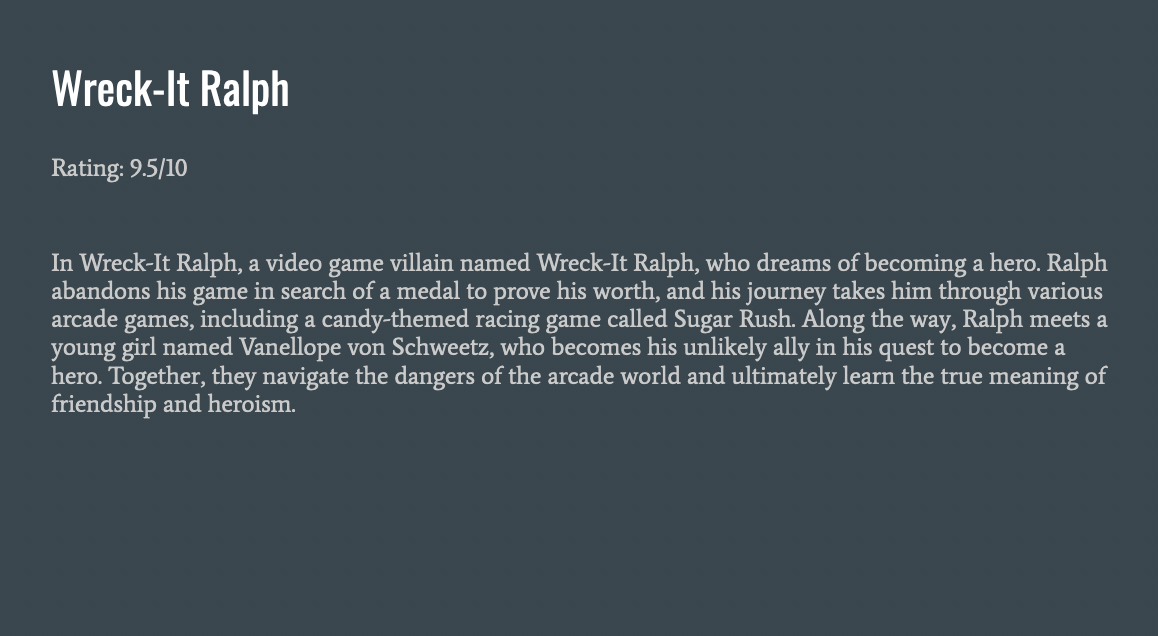 Wreck-It Ralph
Rating: 9.5/10
In Wreck-It Ralph, a video game villain named Wreck-It Ralph, who dreams of becoming a hero. Ralph
abandons his game in search of a medal to prove his worth, and his journey takes him through various
arcade games, including a candy-themed racing game called Sugar Rush. Along the way, Ralph meets a
young girl named Vanellope von Schweetz, who becomes his unlikely ally in his quest to become a
hero. Together, they navigate the dangers of the arcade world and ultimately learn the true meaning of
friendship and heroism.